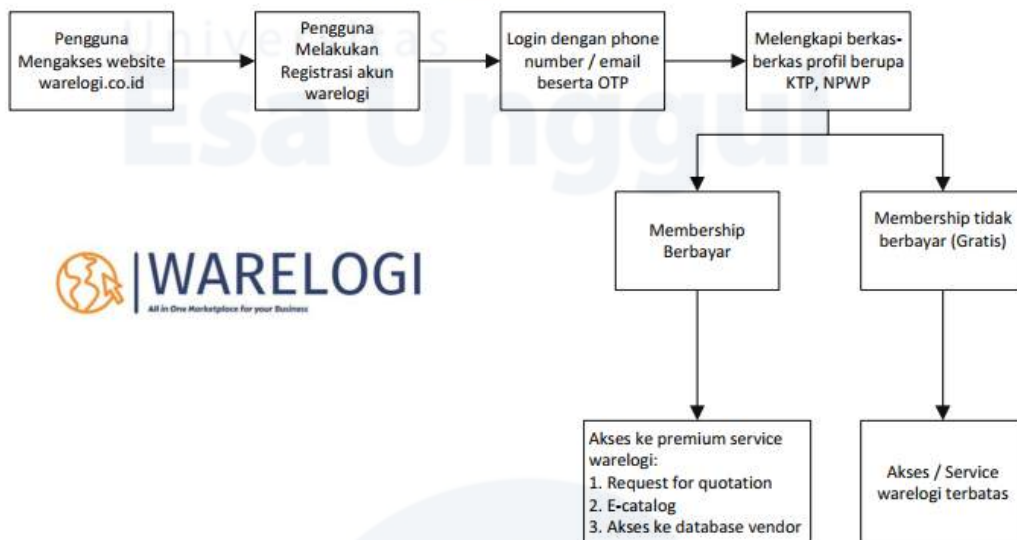 Pengguna
Mengakses website
warelogi.co.id
Pengguna
Melakukan
Registrasi akun
warelogi
Login dengan phone
number / email
beserta OTP
Melengkapi berkas-
berkas profil berupa
KTP, NPWP
Universitas
Esa Unggul
Membership
Berbayar
Membership tidak
berbayar (Gratis)
WARELOGI
All in One Marketplace for your Business
Akses ke premium service
warelogi:
1. Request for quotation
2. E-catalog
3. Akses ke database vendor
Akses / Service
warelogi terbatas